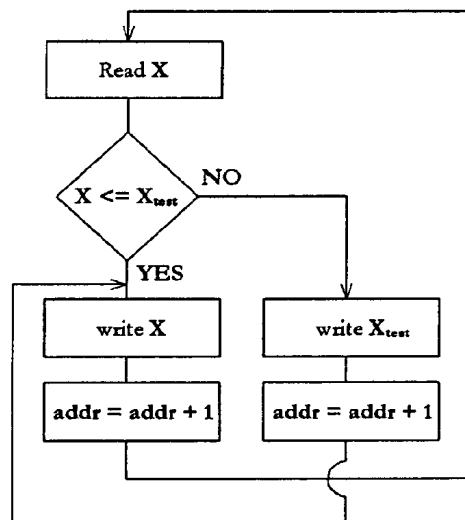 Read X
X <= Xtest
NO
YES
write X
write Xtest
addr = addr + 1
addr = addr + 1